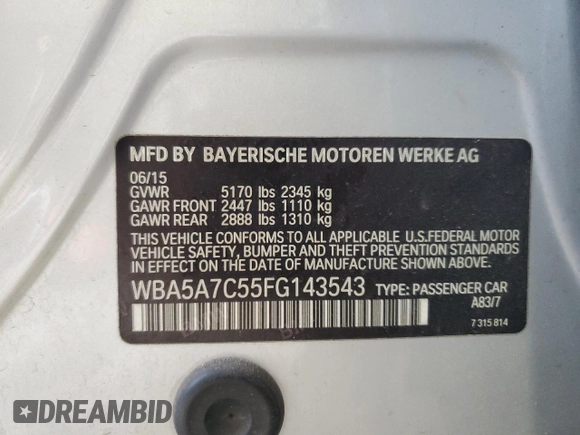 MFD BY BAYERISCHE MOTOREN WERKE AG
06/15
GVWR 5170 lbs 2345 kg
GAWR FRONT 2447 lbs 1110 kg
GAWR REAR 2888 lbs 1310 kg
THIS VEHICLE CONFORMS TO ALL APPLICABLE U.S.FEDERAL MOTOR
VEHICLE SAFETY, BUMPER AND THEFT PREVENTION STANDARDS
IN EFFECT ON THE DATE OF MANUFACTURE SHOWN ABOVE.
WBA5A7C55FG143543 TYPE: PASSENGER CAR
A83/7
7 315 814
DREAMBID